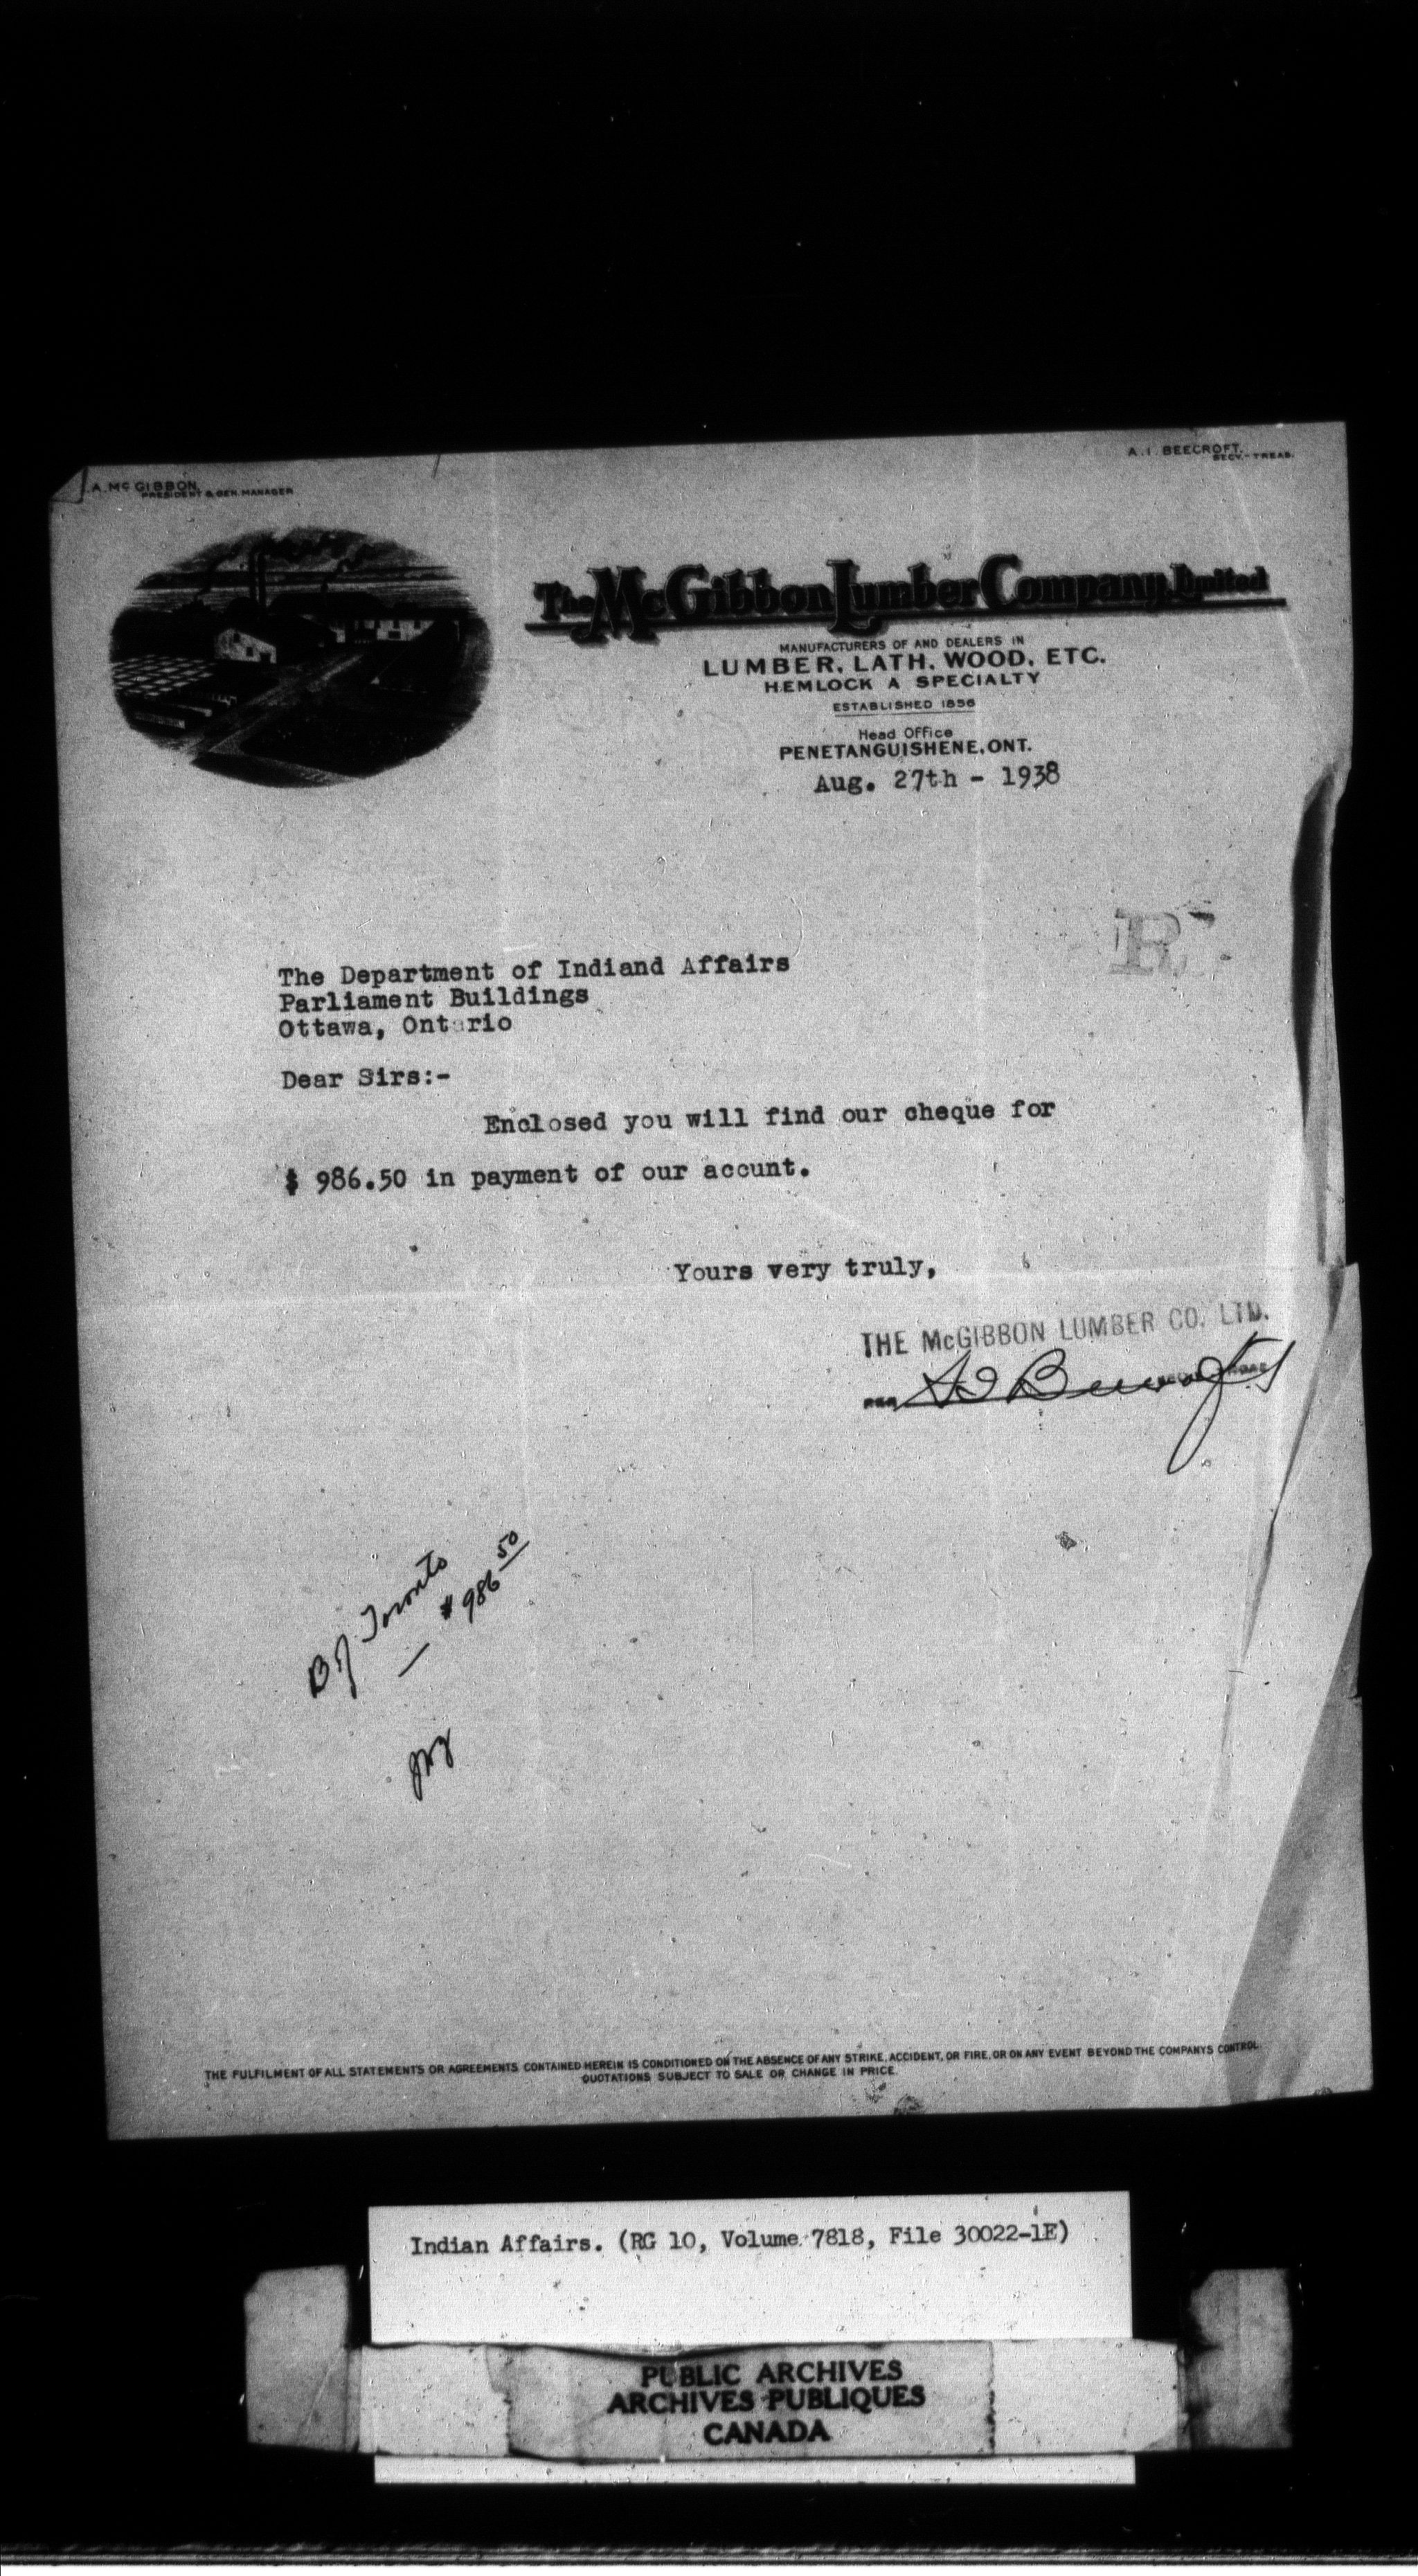 A. McGIBBON,
PRESIDENT & GEN. MANAGER
A. I. BEECROFT,
SECY.-TREAS.
The McGibbon Lumber Company, Limited
MANUFACTURERS OF AND DEALERS IN
LUMBER, LATH, WOOD, ETC.
HEMLOCK A SPECIALTY
ESTABLISHED 1856
Head Office
PENETANGUISHENE, ONT.
Aug. 27th - 1938
R
The Department of Indiand Affairs
Parliament Buildings
Ottawa, Ontario
Dear Sirs:-
Enclosed you will find our cheque for
$ 986.50 in payment of our account.
Yours very truly,
THE McGIBBON LUMBER CO. LTD.
PER A I Beecroft
Toronto
— $986 50
THE FULFILMENT OF ALL STATEMENTS OR AGREEMENTS CONTAINED HEREIN IS CONDITIONED ON THE ABSENCE OF ANY STRIKE, ACCIDENT, OR FIRE, OR ON ANY EVENT BEYOND THE COMPANYS CONTROL.
QUOTATIONS SUBJECT TO SALE OR CHANGE IN PRICE.
Indian Affairs. (RG 10, Volume 7818, File 30022-1E)
PUBLIC ARCHIVES
ARCHIVES PUBLIQUES
CANADA